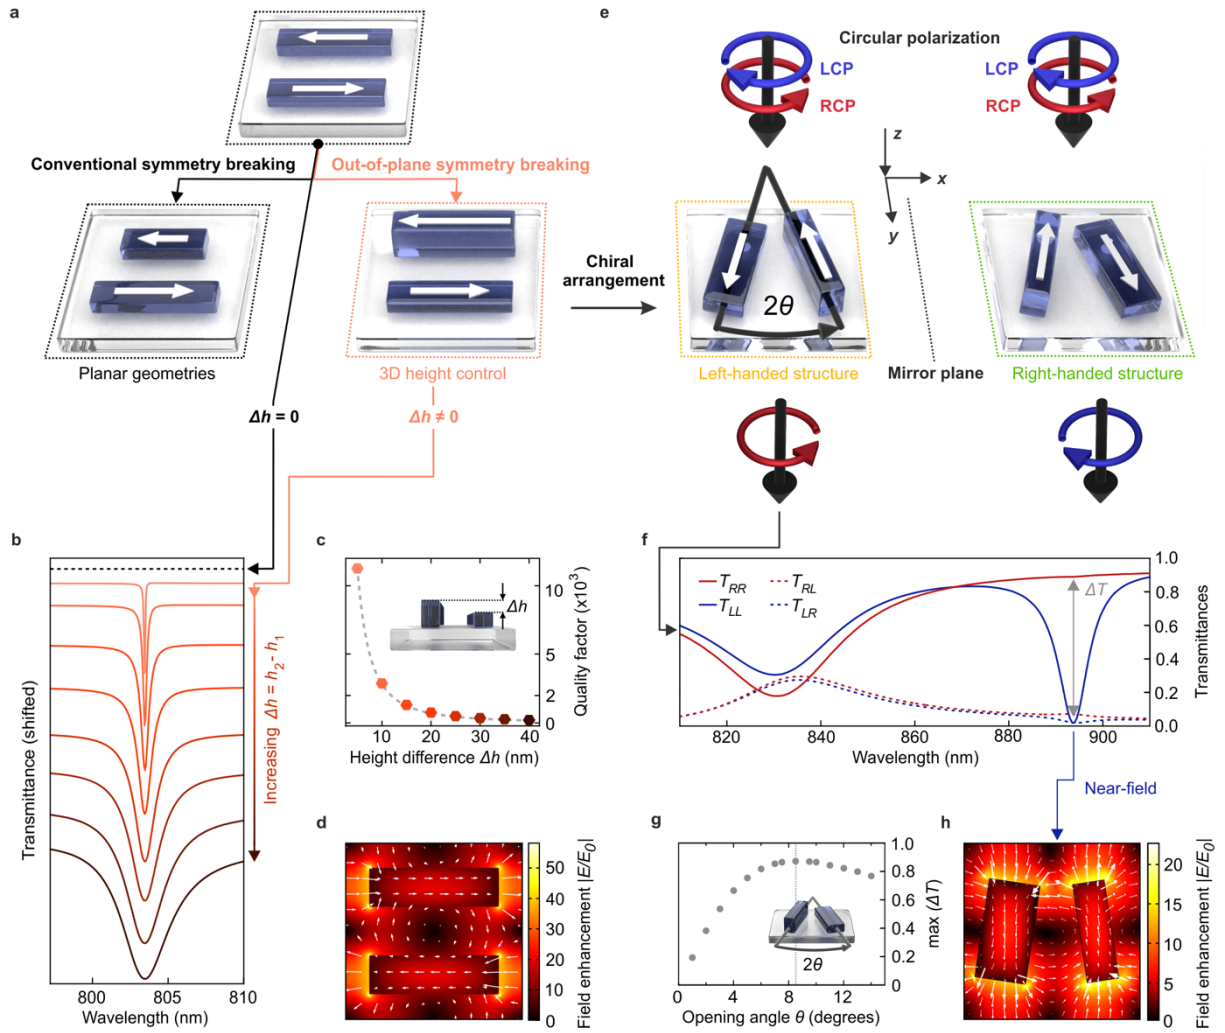 a
Conventional symmetry breaking
Out-of-plane symmetry breaking
Planar geometries
3D height control
Δh = 0
Δh ≠ 0
Chiral
arrangement
e
Circular polarization
LCP
RCP
LCP
RCP
z
x
y
2θ
Left-handed structure
Mirror plane
Right-handed structure
b
Transmittance (shifted)
Increasing Δh = h2 - h1
800
805
810
Wavelength (nm)
c
Δh
10
5
2
0
Quality factor (x10³)
0
10
20
30
40
Height difference Δh (nm)
d
50
40
30
20
10
0
Field enhancement |E/E0|
f
TRR
TRL
TLL
TLR
ΔT
1.0
0.8
0.6
0.4
0.2
0.0
Transmittances
820
840
860
880
900
Wavelength (nm)
Near-field
g
2θ
1.0
0.8
0.6
0.4
0.2
0
max (ΔT)
0
4
8
12
Opening angle θ (degrees)
h
20
15
10
5
0
Field enhancement |E/E0|